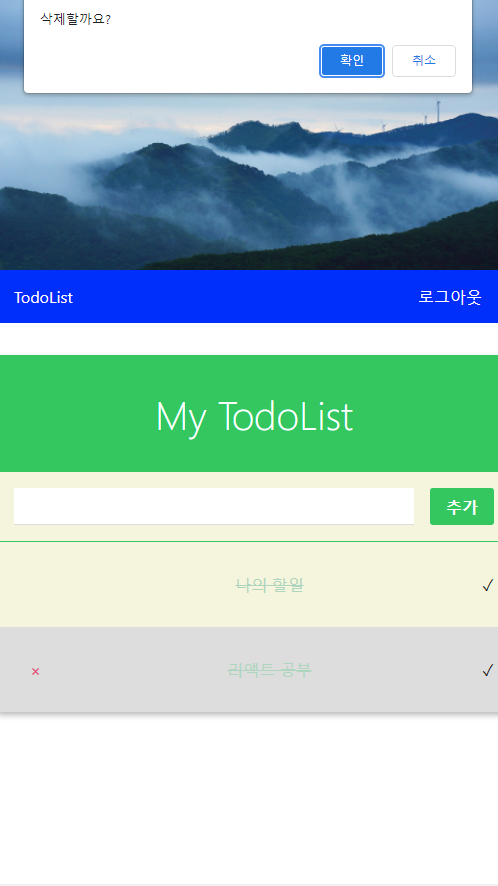 삭제할까요?
확인 취소
TodoList 로그아웃
My TodoList
추가
나의 할일 ✓
× 리액트 공부 ✓